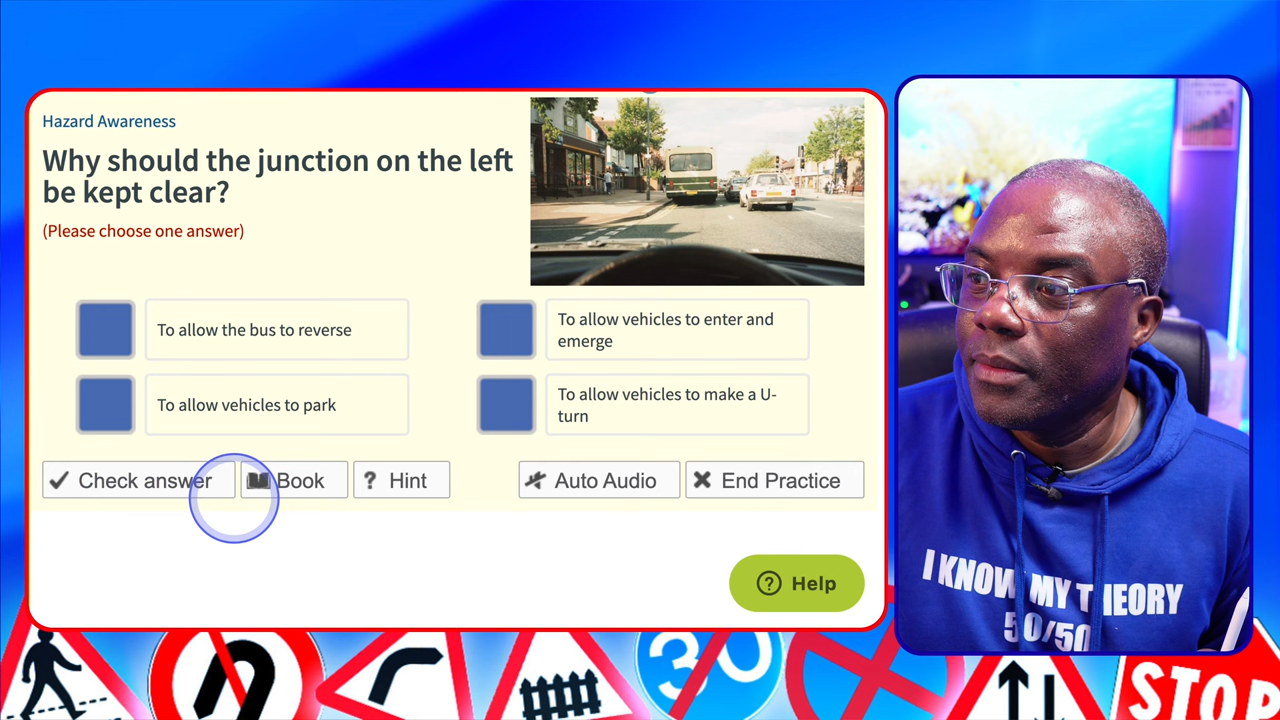 Hazard Awareness
Why should the junction on the left
be kept clear?
(Please choose one answer)
To allow the bus to reverse
To allow vehicles to enter and
emerge
To allow vehicles to park
To allow vehicles to make a U-
turn
Check answer
Book
? Hint
Auto Audio
End Practice
? Help
I KNOW MY THEORY
50/50
30
STOP